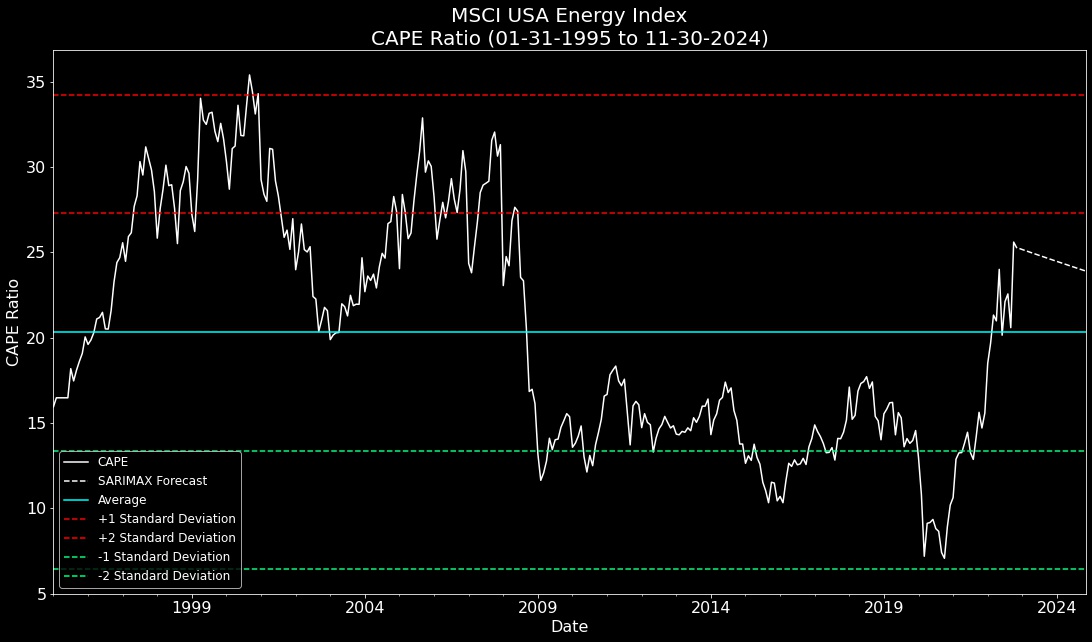 MSCI USA Energy Index
CAPE Ratio (01-31-1995 to 11-30-2024)
CAPE Ratio
35
30
25
20
15
10
5
CAPE
SARIMAX Forecast
Average
+1 Standard Deviation
+2 Standard Deviation
-1 Standard Deviation
-2 Standard Deviation
1999
2004
2009
2014
2019
2024
Date